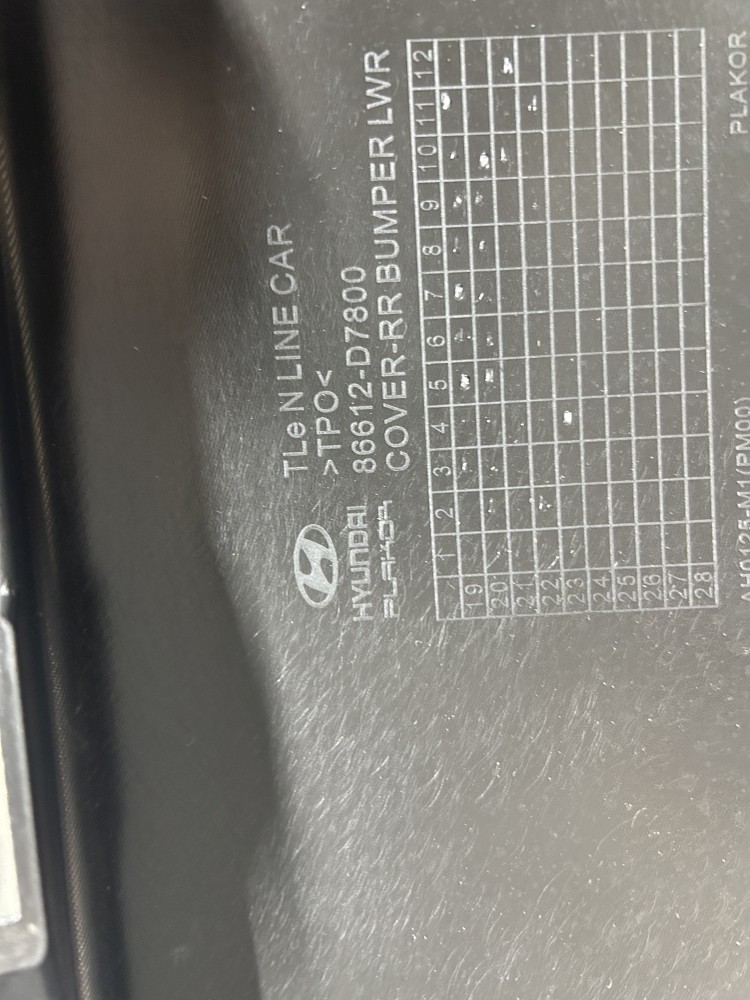 TLe N LINE CAR
>TPO<
HYUNDAI 86612-D7800
PLAKOR COVER-RR BUMPER LWR
1 2 3 4 5 6 7 8 9 10 11 12
19
20
21
22
23
24
25
26
27
28
PLAKOR